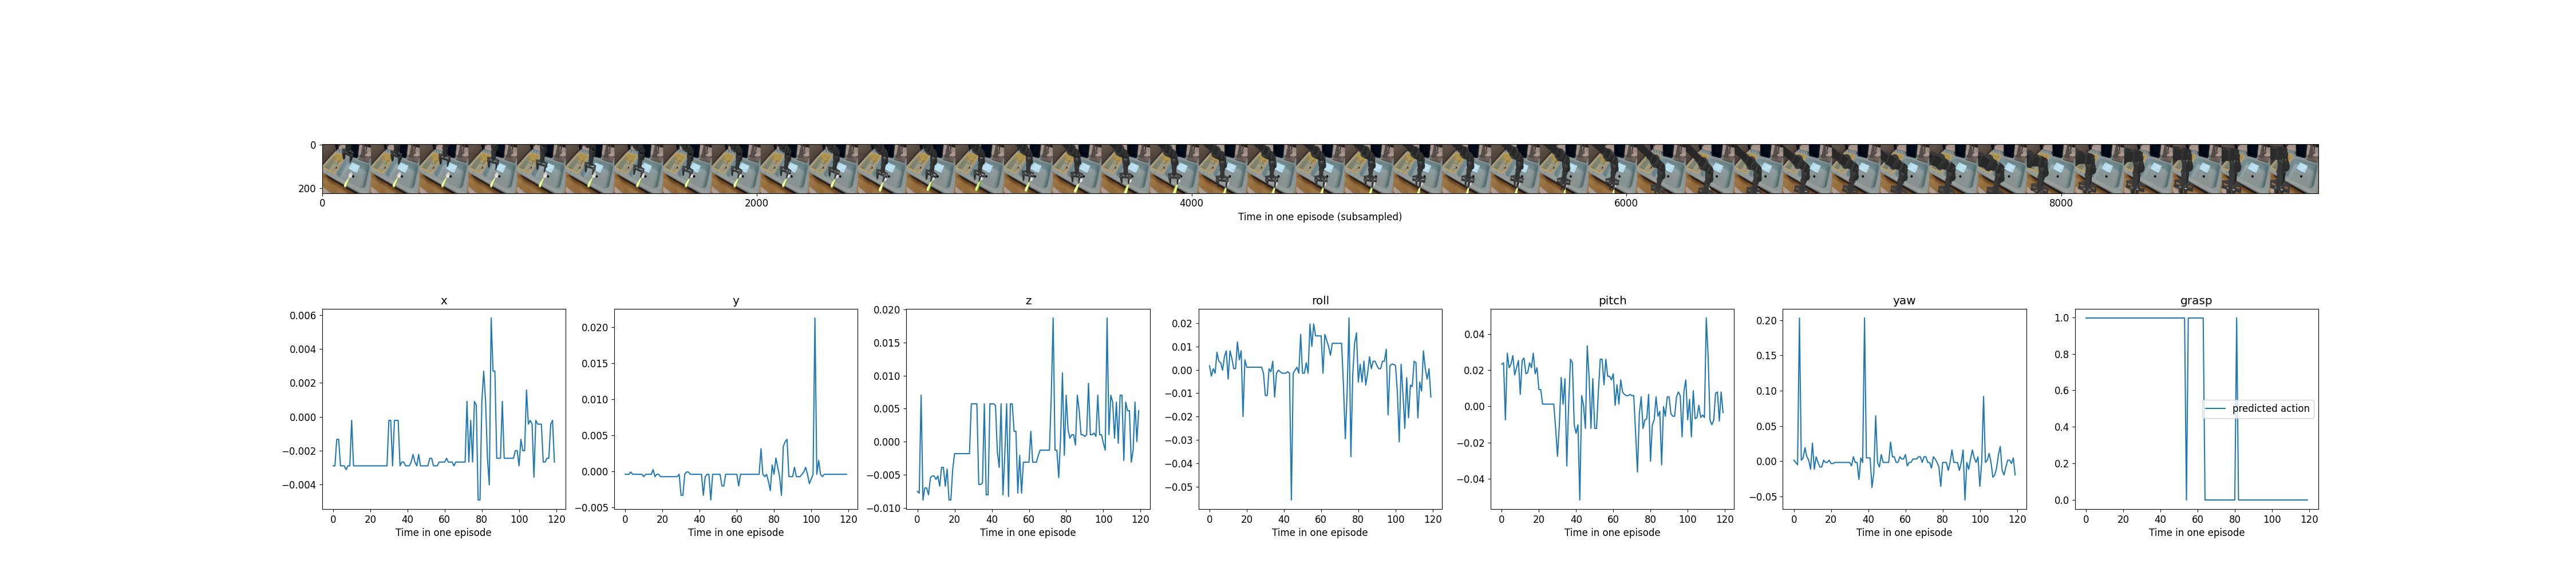 0
200
0 2000 4000 6000 8000
Time in one episode (subsampled)
x
0.006
0.004
0.002
0.000
−0.002
−0.004
0 20 40 60 80 100 120
Time in one episode
y
0.020
0.015
0.010
0.005
0.000
−0.005
0 20 40 60 80 100 120
Time in one episode
z
0.020
0.015
0.010
0.005
0.000
−0.005
−0.010
0 20 40 60 80 100 120
Time in one episode
roll
0.02
0.01
0.00
−0.01
−0.02
−0.03
−0.04
−0.05
0 20 40 60 80 100 120
Time in one episode
pitch
0.04
0.02
0.00
−0.02
−0.04
0 20 40 60 80 100 120
Time in one episode
yaw
0.20
0.15
0.10
0.05
0.00
−0.05
0 20 40 60 80 100 120
Time in one episode
grasp
1.0
0.8
0.6
0.4
0.2
0.0
predicted action
0 20 40 60 80 100 120
Time in one episode